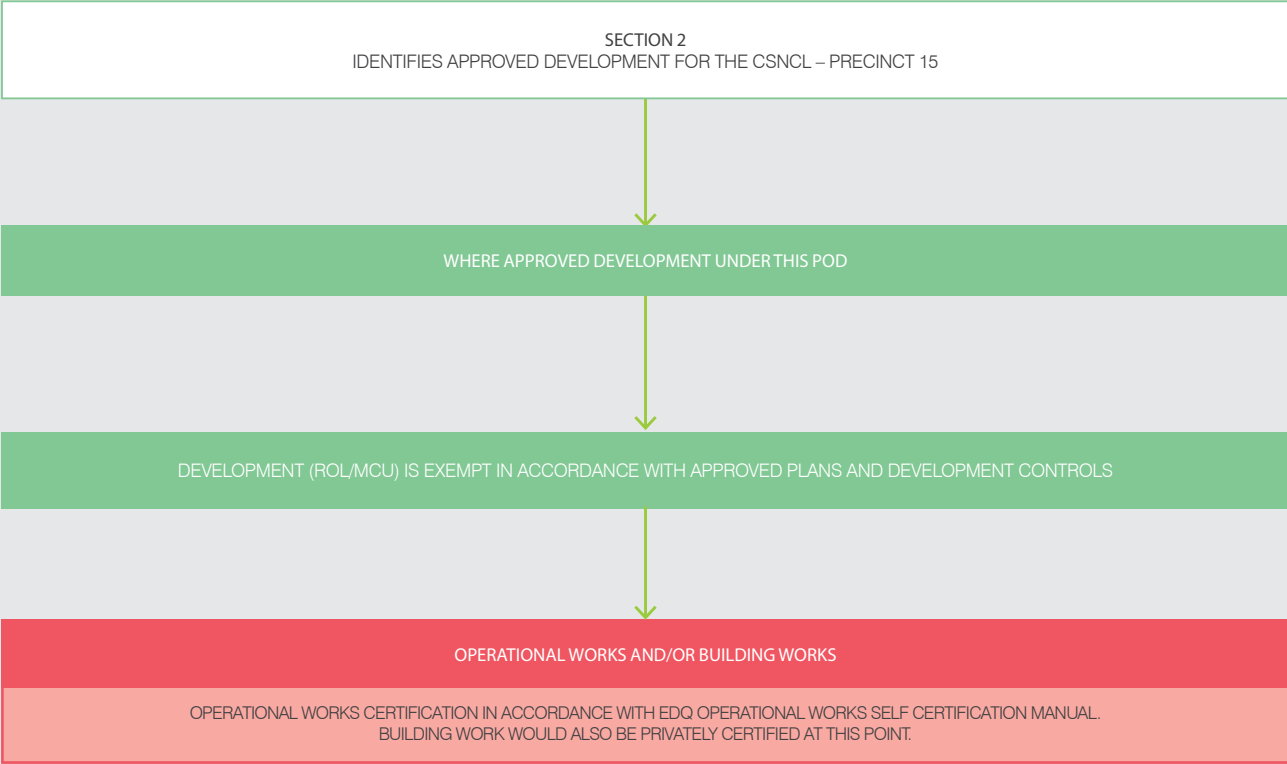 SECTION 2
IDENTIFIES APPROVED DEVELOPMENT FOR THE CSNCL – PRECINCT 15
WHERE APPROVED DEVELOPMENT UNDER THIS POD
DEVELOPMENT (ROL/MCU) IS EXEMPT IN ACCORDANCE WITH APPROVED PLANS AND DEVELOPMENT CONTROLS
OPERATIONAL WORKS AND/OR BUILDING WORKS
OPERATIONAL WORKS CERTIFICATION IN ACCORDANCE WITH EDQ OPERATIONAL WORKS SELF CERTIFICATION MANUAL.
BUILDING WORK WOULD ALSO BE PRIVATELY CERTIFIED AT THIS POINT.